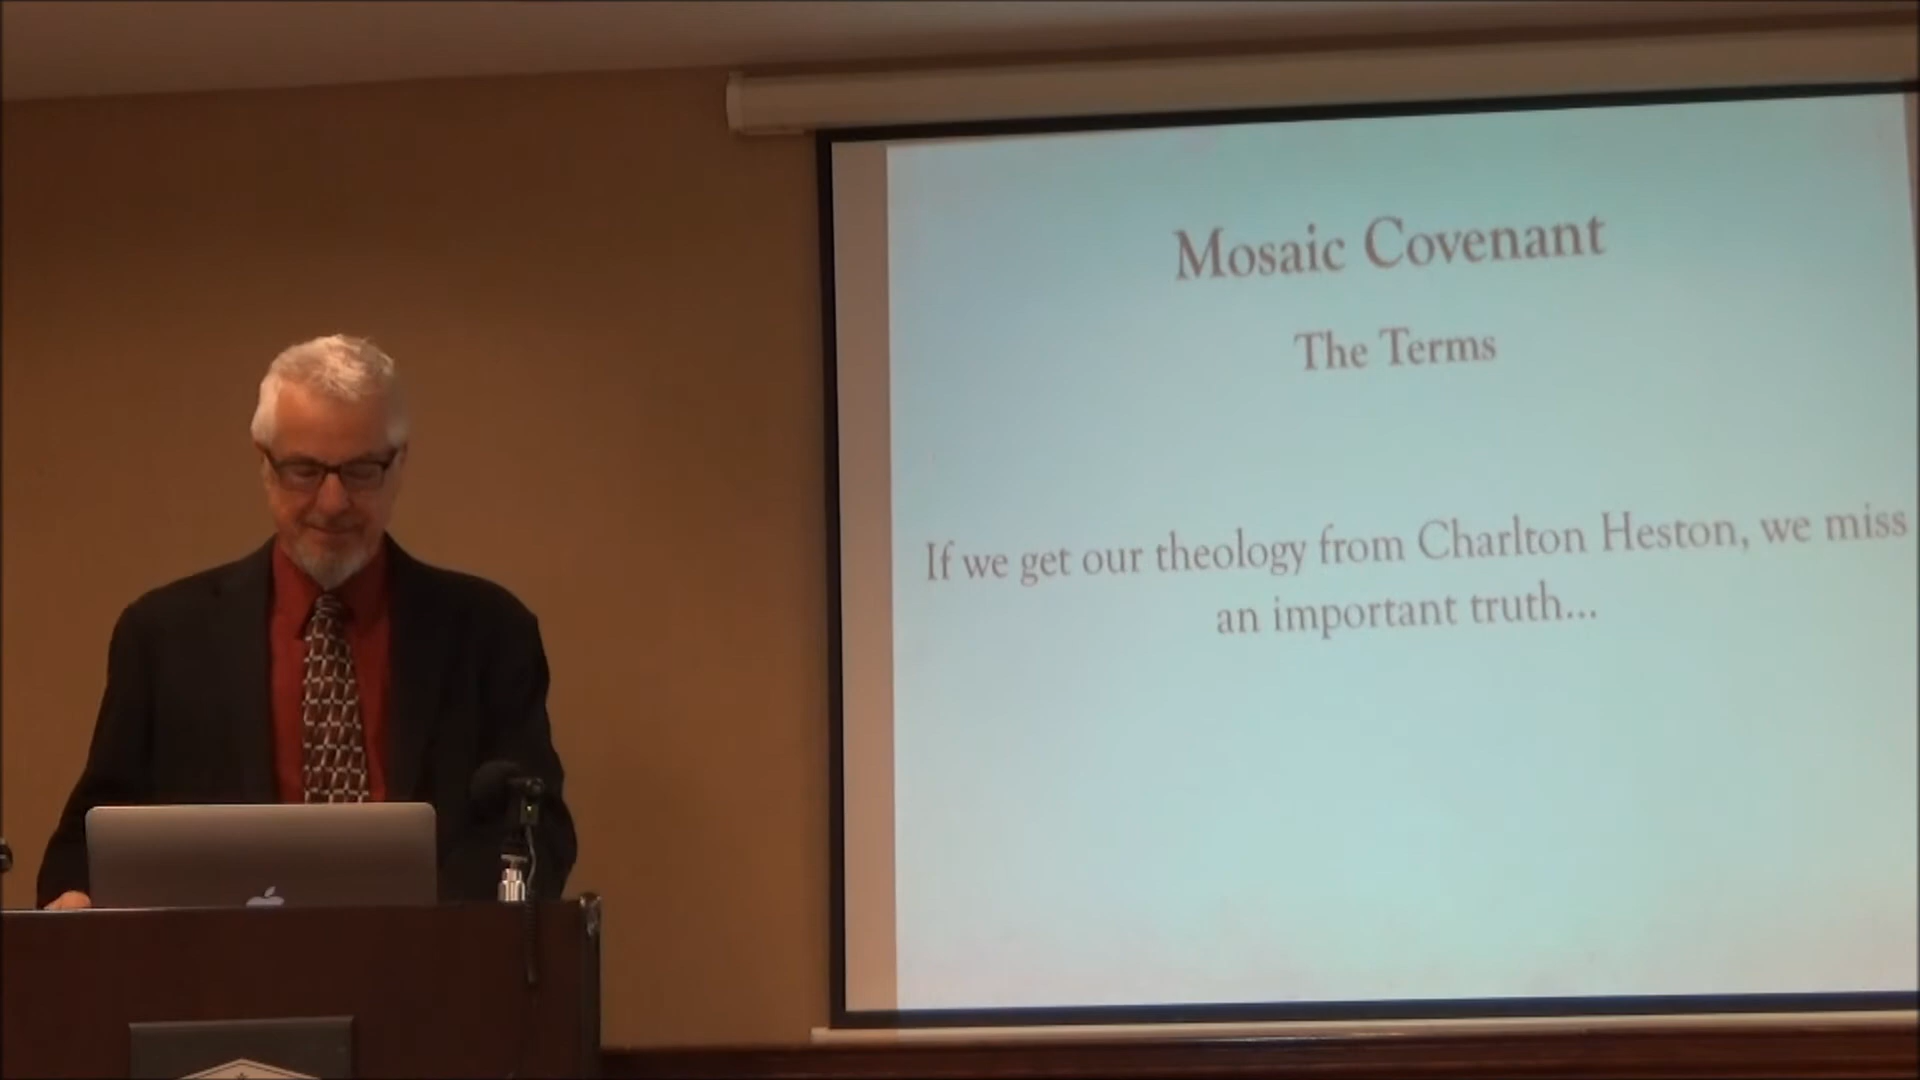 Mosaic Covenant
The Terms
If we get our theology from Charlton Heston, we miss
an important truth...